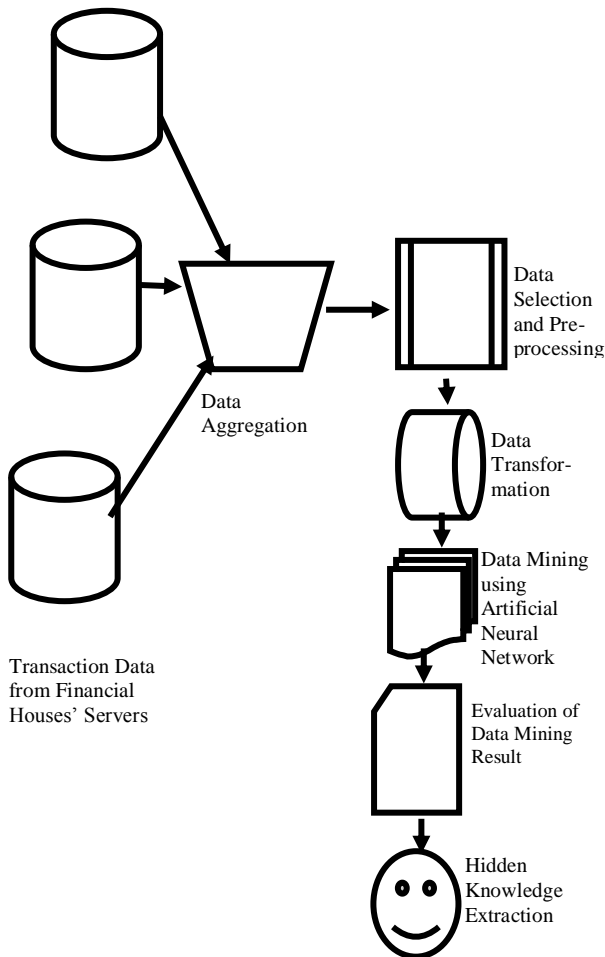 Data
Selection
and Pre-
processing
Data
Aggregation
Data
Transfor-
mation
Data Mining
using
Artificial
Neural
Network
Transaction Data
from Financial
Houses’ Servers
Evaluation of
Data Mining
Result
Hidden
Knowledge
Extraction